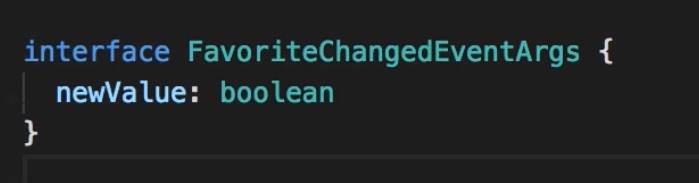 interface FavoriteChangedEventArgs {
  newValue: boolean
}